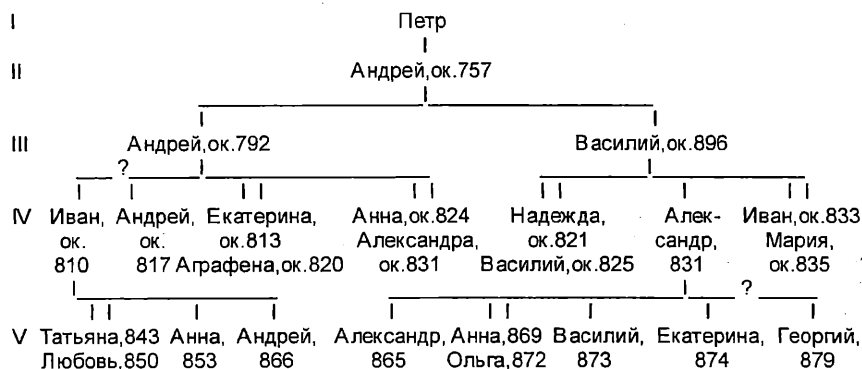 I Петр
II Андрей,ок.757
III Андрей,ок.792 Василий,ок.896
?
IV Иван, Андрей, Екатерина, Анна,ок.824 Надежда, Алек- Иван,ок.833
ок. ок. ок.813 Александра, ок.821 сандр, Мария,
810 817 Аграфена,ок.820 ок.831 Василий,ок.825 831 ок.835
?
V Татьяна,843 Анна, Андрей, Александр, Анна,869 Василий, Екатерина, Георгий,
Любовь,850 853 866 865 Ольга,872 873 874 879